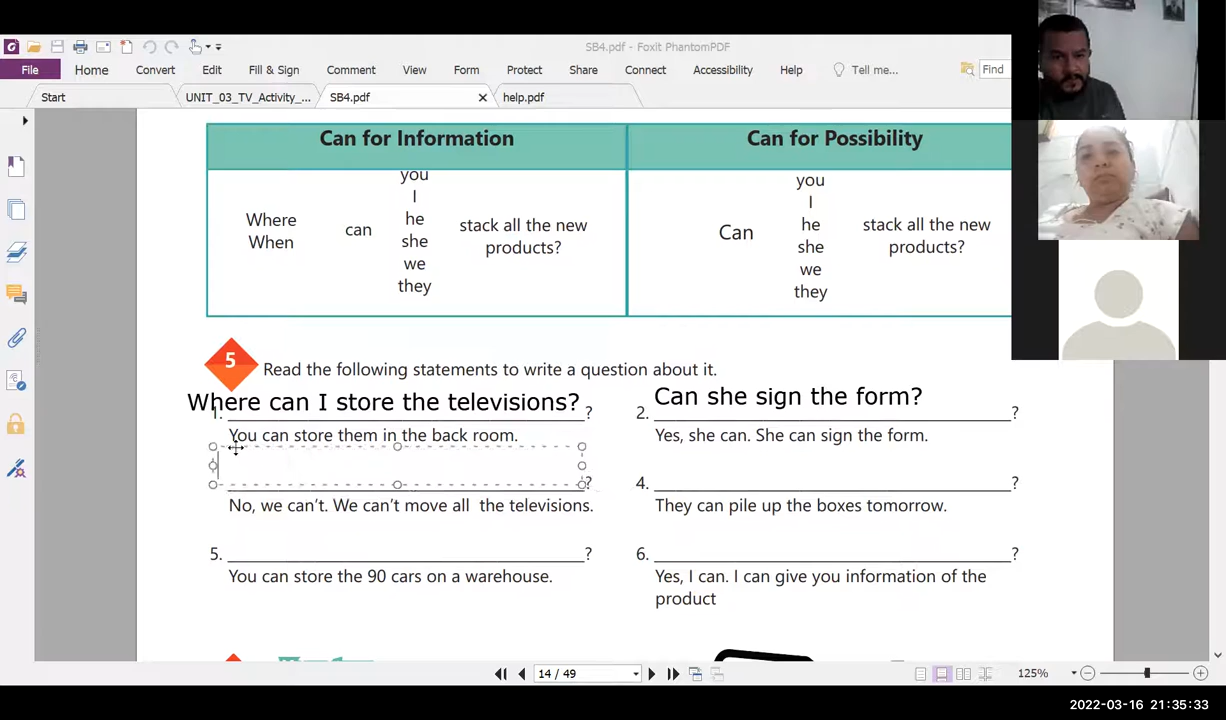 SB4.pdf - Foxit PhantomPDF
File Home Convert Edit Fill & Sign Comment View Form Protect Share Connect Accessibility Help Tell me... Find
Start UNIT_03_TV_Activity_... SB4.pdf help.pdf
Can for Information
Can for Possibility
Where
When
can
you
I
he
she
we
they
stack all the new
products?
Can
you
I
he
she
we
they
stack all the new
products?
5 Read the following statements to write a question about it.
1. Where can I store the televisions? ?
You can store them in the back room.
2. Can she sign the form? ?
Yes, she can. She can sign the form.
?
No, we can't. We can't move all the televisions.
4. ?
They can pile up the boxes tomorrow.
5. ?
You can store the 90 cars on a warehouse.
6. ?
Yes, I can. I can give you information of the
product
14 / 49
125%
2022-03-16 21:35:33